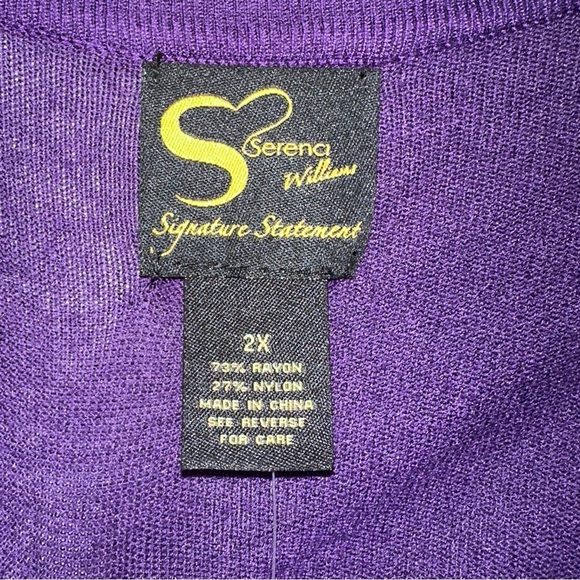 Serena
Williams
Signature Statement
2X
73% RAYON
27% NYLON
MADE IN CHINA
SEE REVERSE
FOR CARE